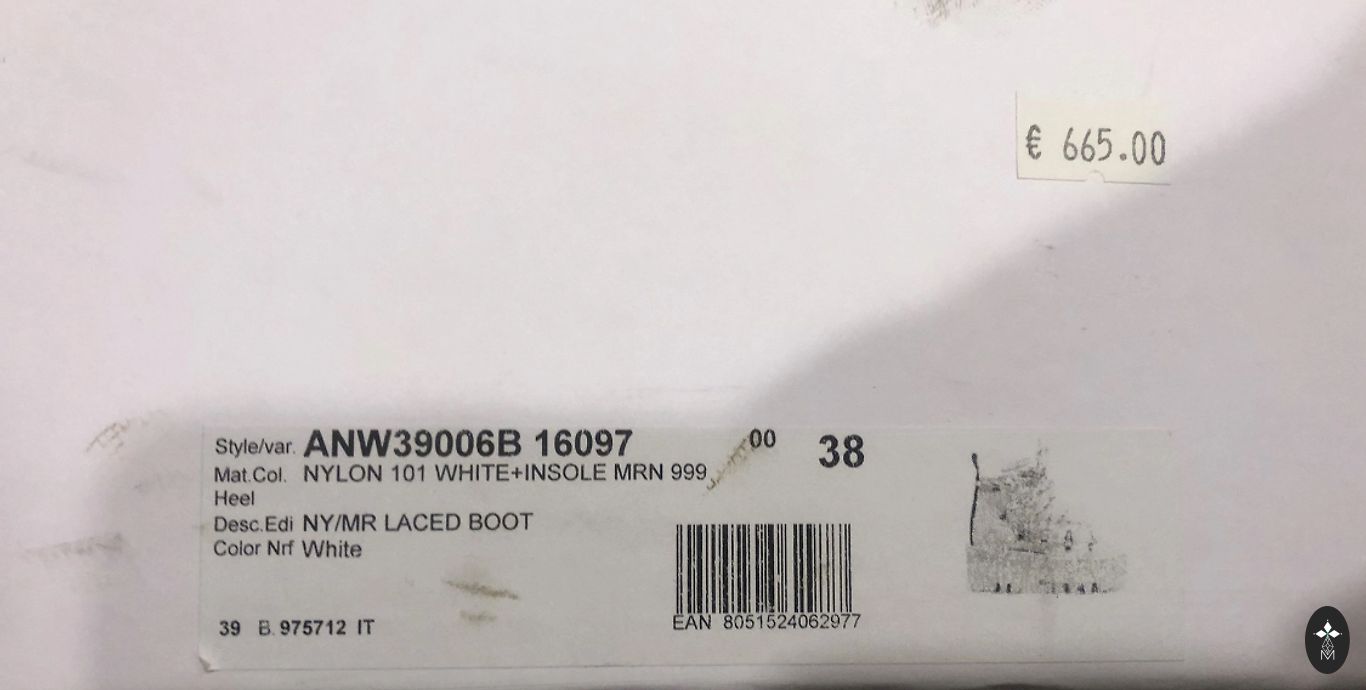 € 665.00
Style/var. ANW39006B 16097 00 38
Mat.Col. NYLON 101 WHITE+INSOLE MRN 999
Heel
Desc.Edi NY/MR LACED BOOT
Color Nrf White
39 B. 975712 IT
EAN 8051524062977
M